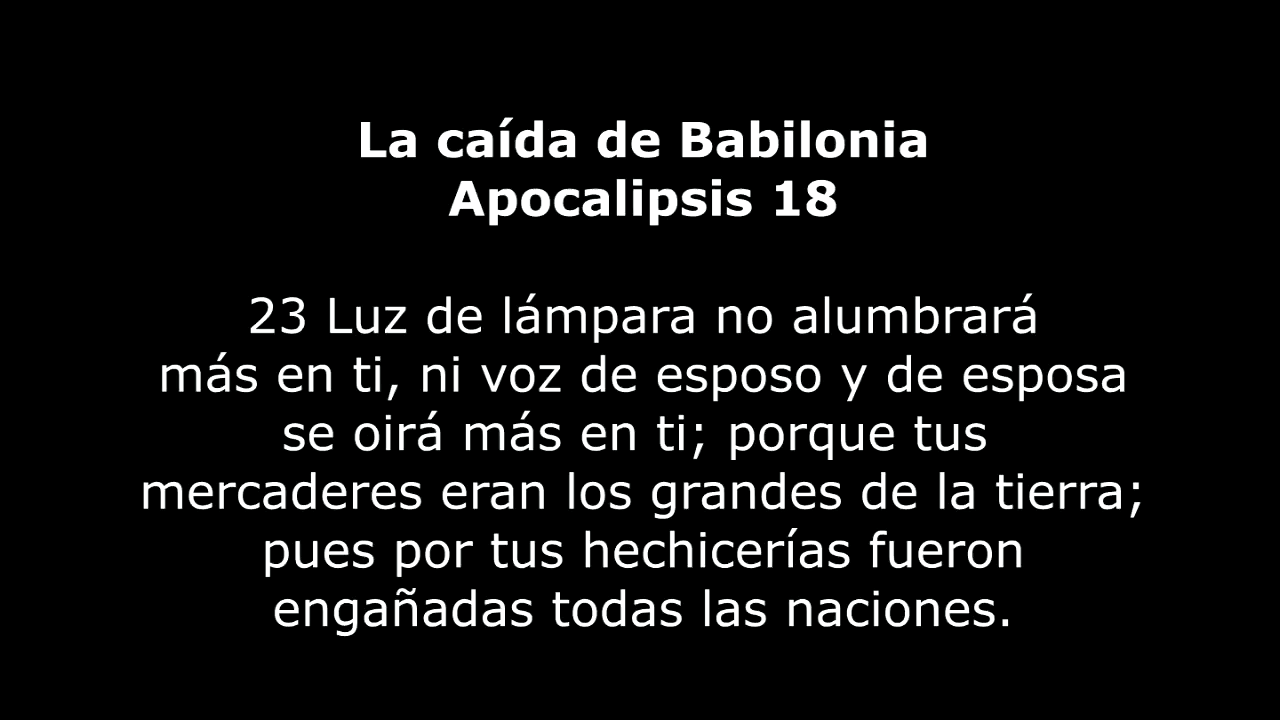 La caída de Babilonia
Apocalipsis 18
23 Luz de lámpara no alumbrará
más en ti, ni voz de esposo y de esposa
se oirá más en ti; porque tus
mercaderes eran los grandes de la tierra;
pues por tus hechicerías fueron
engañadas todas las naciones.